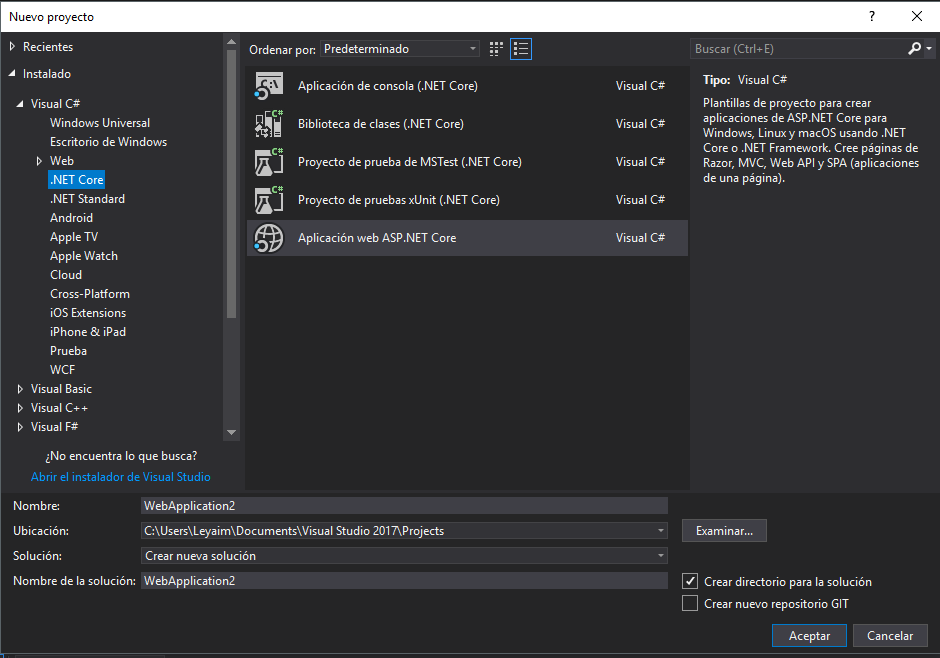 Nuevo proyecto
?
Recientes
Instalado
Visual C#
Windows Universal
Escritorio de Windows
Web
.NET Core
.NET Standard
Android
Apple TV
Apple Watch
Cloud
Cross-Platform
iOS Extensions
iPhone & iPad
Prueba
WCF
Visual Basic
Visual C++
Visual F#
¿No encuentra lo que busca?
Abrir el instalador de Visual Studio
Ordenar por: Predeterminado
Aplicación de consola (.NET Core) Visual C#
Biblioteca de clases (.NET Core) Visual C#
Proyecto de prueba de MSTest (.NET Core) Visual C#
Proyecto de pruebas xUnit (.NET Core) Visual C#
Aplicación web ASP.NET Core Visual C#
Buscar (Ctrl+E)
Tipo: Visual C#
Plantillas de proyecto para crear
aplicaciones de ASP.NET Core para
Windows, Linux y macOS usando .NET
Core o .NET Framework. Cree páginas de
Razor, MVC, Web API y SPA (aplicaciones
de una página).
Nombre: WebApplication2
Ubicación: C:\Users\Leyaim\Documents\Visual Studio 2017\Projects
Examinar...
Solución: Crear nueva solución
Nombre de la solución: WebApplication2
Crear directorio para la solución
Crear nuevo repositorio GIT
Aceptar Cancelar